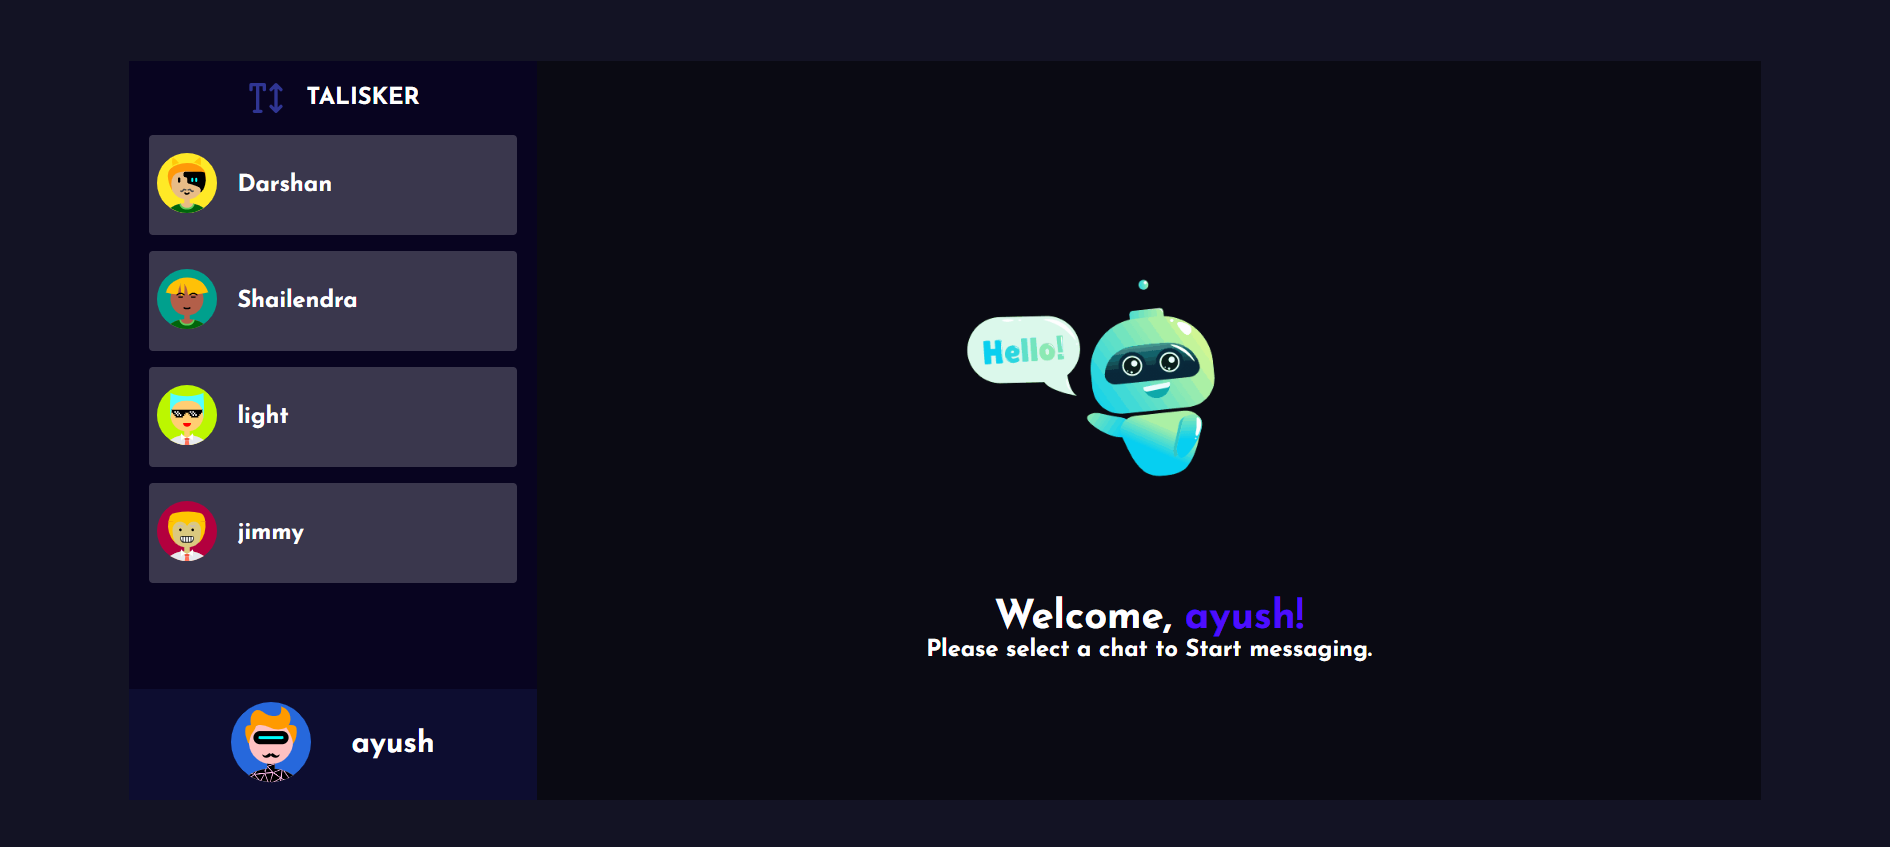 TALISKER
Darshan
Shailendra
light
jimmy
ayush
Hello!
Welcome, ayush!
Please select a chat to Start messaging.